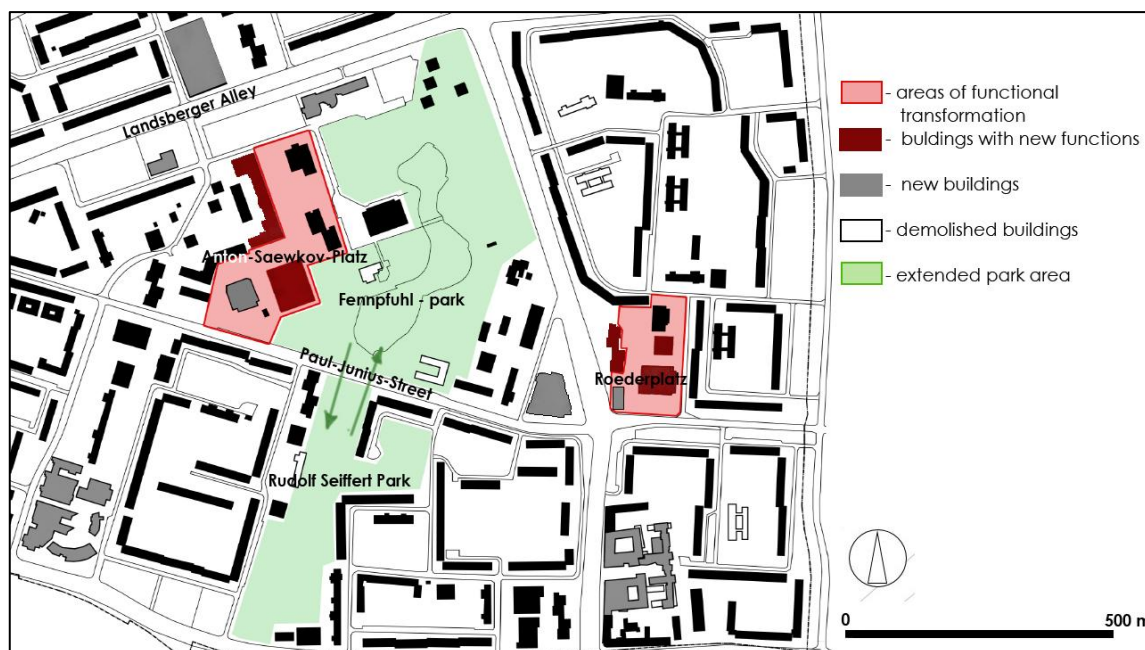 Landsberger Alley
Anton-Saewkov-Platz
Fennpfuhl - park
Paul-Junius-Street
Rudolf Seiffert Park
Roederplatz
- areas of functional
transformation
- buldings with new functions
- new buildings
- demolished buildings
- extended park area
0
500 m